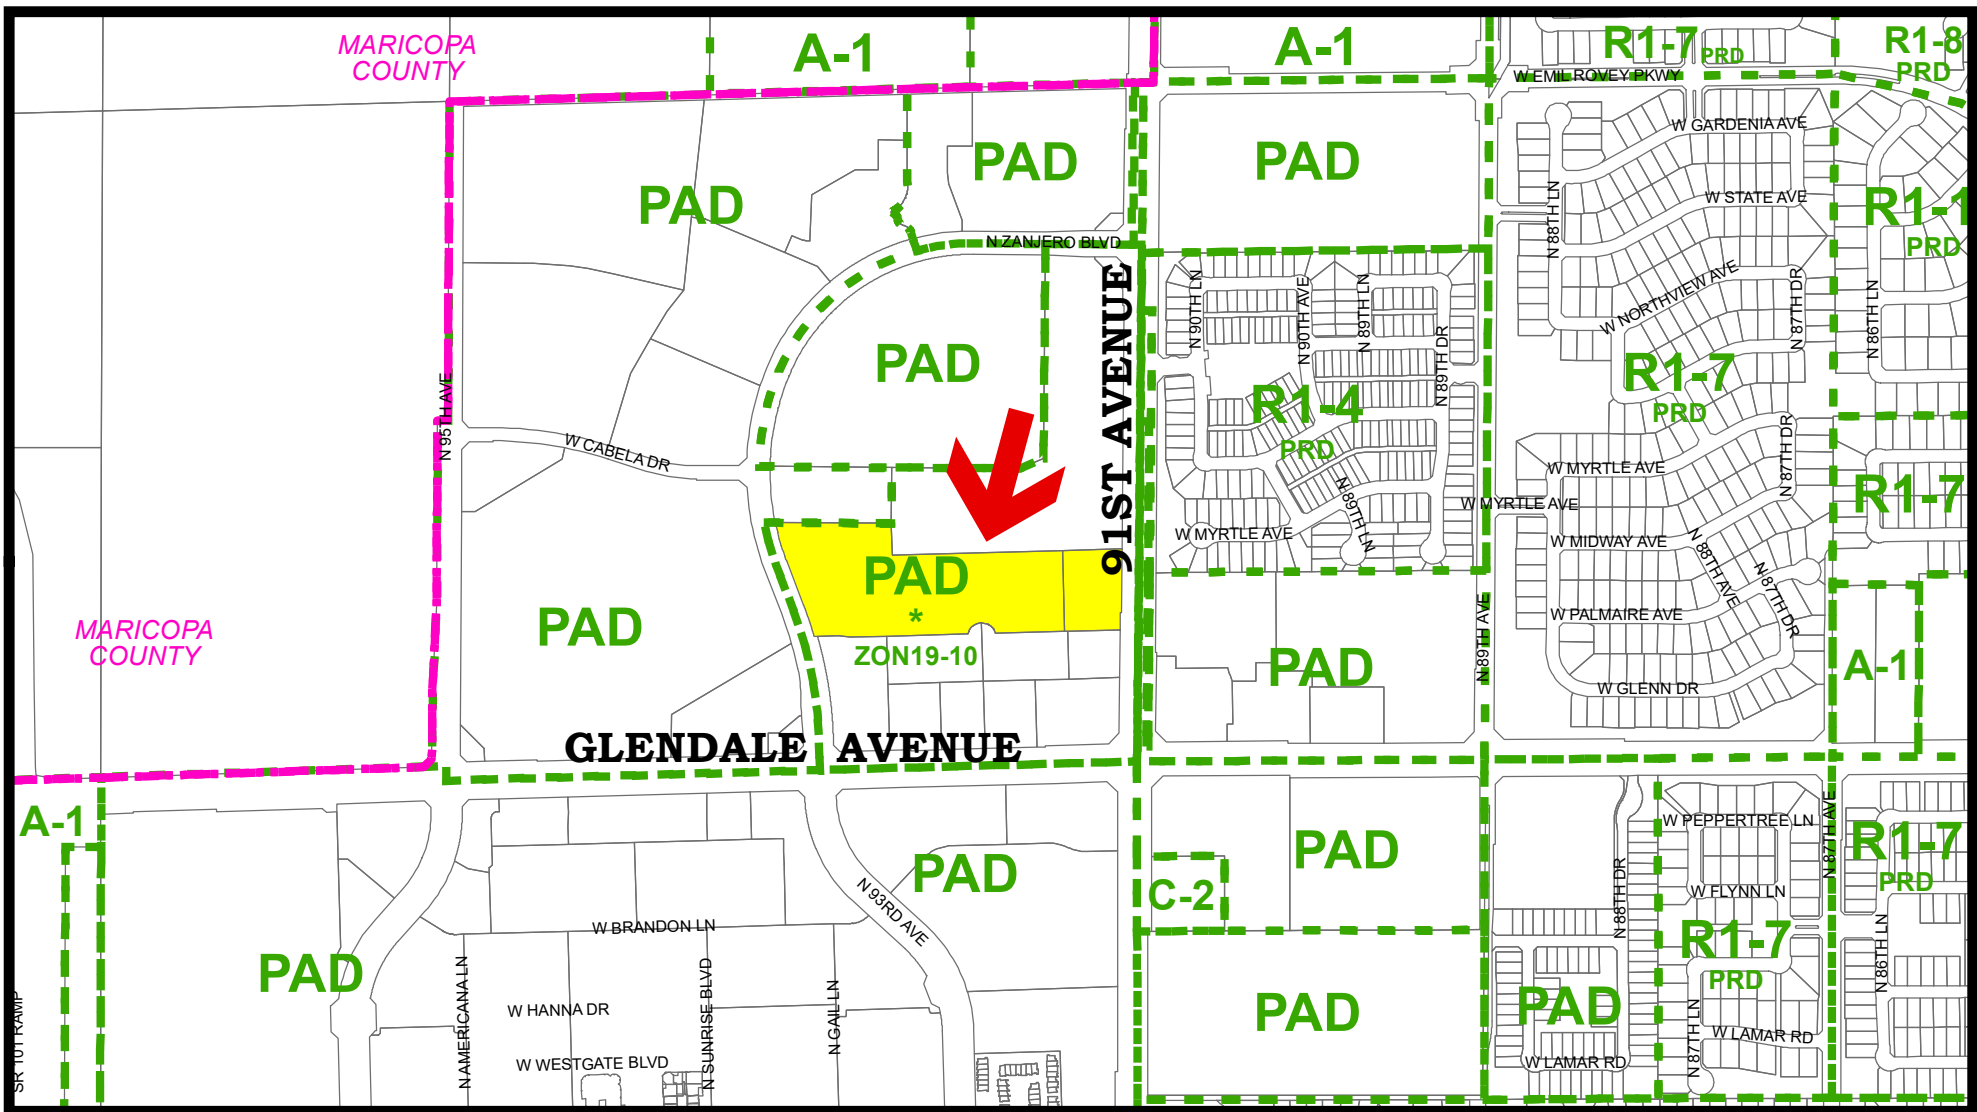 MARICOPA
COUNTY
A-1
A-1
R1-7
PRD
R1-8
PRD
W EMIL ROVEY PKWY
W GARDENIA AVE
PAD
PAD
PAD
N 88TH LN
W STATE AVE
R1-1
PRD
N ZANJERO BLVD
91ST AVENUE
N 90TH LN
N 90TH AVE
N 89TH LN
N 89TH DR
W NORTHVIEW AVE
N 87TH DR
N 86TH LN
PAD
R1-4
PRD
R1-7
PRD
N 95TH AVE
W CABELA DR
N 89TH LN
W MYRTLE AVE
W MYRTLE AVE
W MYRTLE AVE
N 87TH DR
R1-7
W MIDWAY AVE
N 88TH AVE
N 87TH DR
PAD
*
ZON19-10
W PALMAIRE AVE
MARICOPA
COUNTY
PAD
PAD
N 89TH AVE
A-1
W GLENN DR
GLENDALE AVENUE
A-1
PAD
PAD
C-2
W PEPPERTREE LN
N 87TH AVE
R1-7
PRD
N 93RD AVE
W FLYNN LN
N 88TH DR
W BRANDON LN
R1-7
PRD
N 86TH LN
PAD
N AMERICANA LN
N SUNRISE BLVD
N GAIL LN
W HANNA DR
PAD
PAD
W LAMAR RD
W WESTGATE BLVD
W LAMAR RD
N 87TH LN
SR 101 RAMP